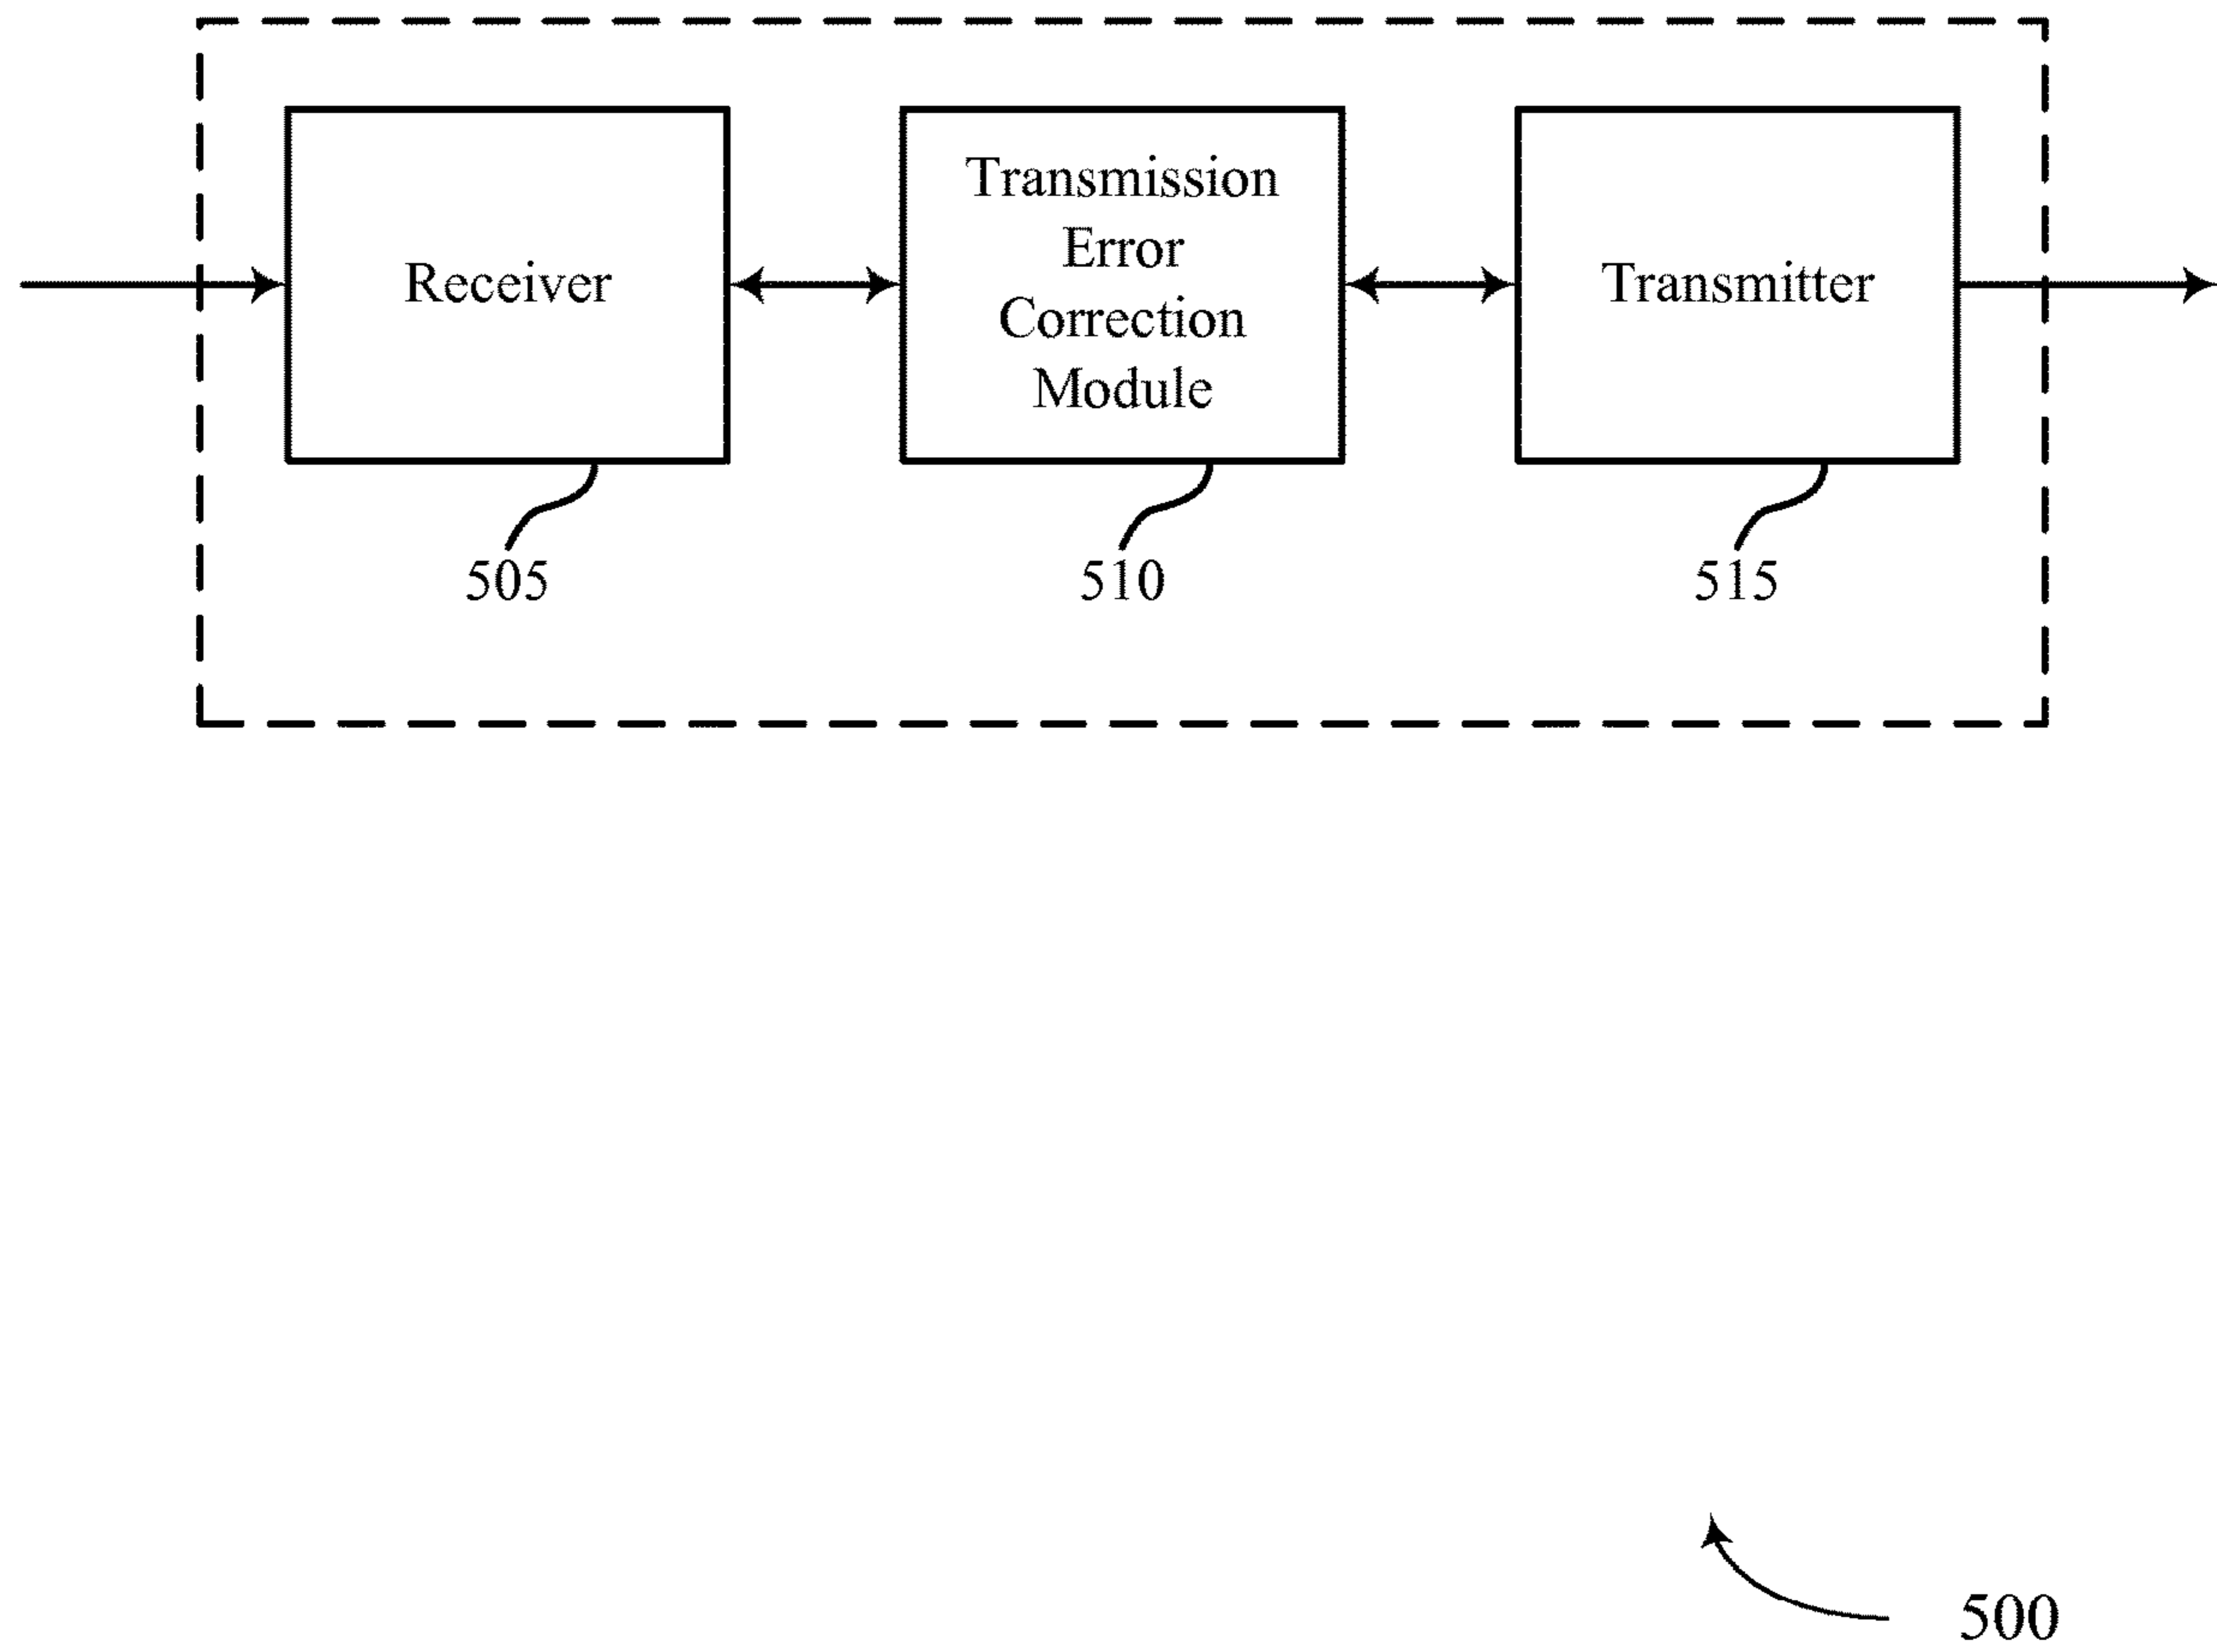 Receiver
Transmission
Error
Correction
Module
Transmitter
505
510
515
500